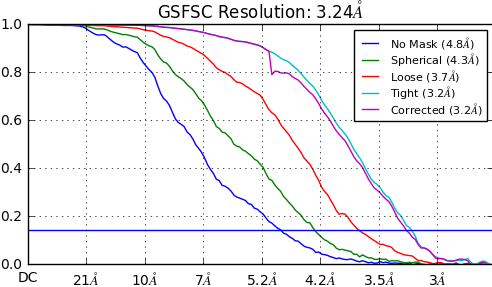 GSFSC Resolution: 3.24Å
1.0
0.8
0.6
0.4
0.2
0.0
No Mask (4.8Å)
Spherical (4.3Å)
Loose (3.7Å)
Tight (3.2Å)
Corrected (3.2Å)
DC 21Å 10Å 7Å 5.2Å 4.2Å 3.5Å 3Å